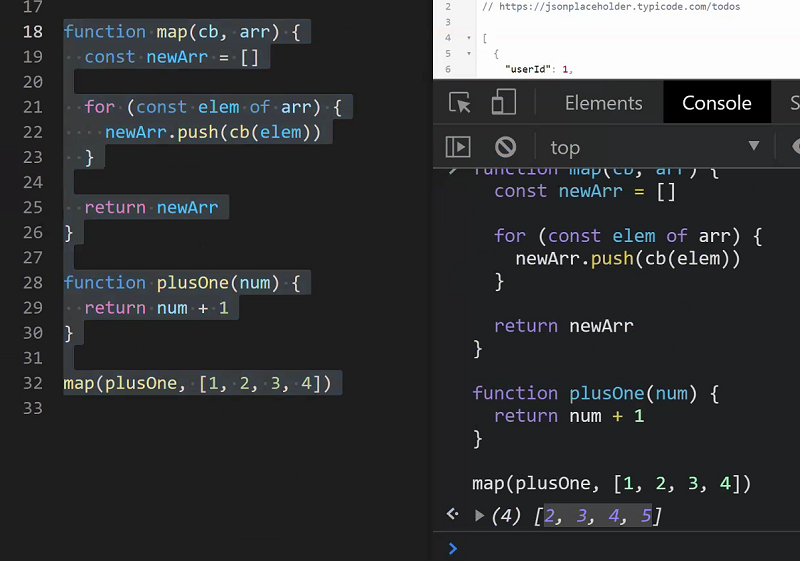 17
18 function map(cb, arr) {
19 const newArr = []
20
21 for (const elem of arr) {
22 newArr.push(cb(elem))
23 }
24
25 return newArr
26 }
27
28 function plusOne(num) {
29 return num + 1
30 }
31
32 map(plusOne, [1, 2, 3, 4])
33
2 // https://jsonplaceholder.typicode.com/todos
3
4 [
5 {
6 "userId": 1,
Elements Console S
top
function map(cb, arr) {
const newArr = []
for (const elem of arr) {
newArr.push(cb(elem))
}
return newArr
}
function plusOne(num) {
return num + 1
}
map(plusOne, [1, 2, 3, 4])
(4) [2, 3, 4, 5]